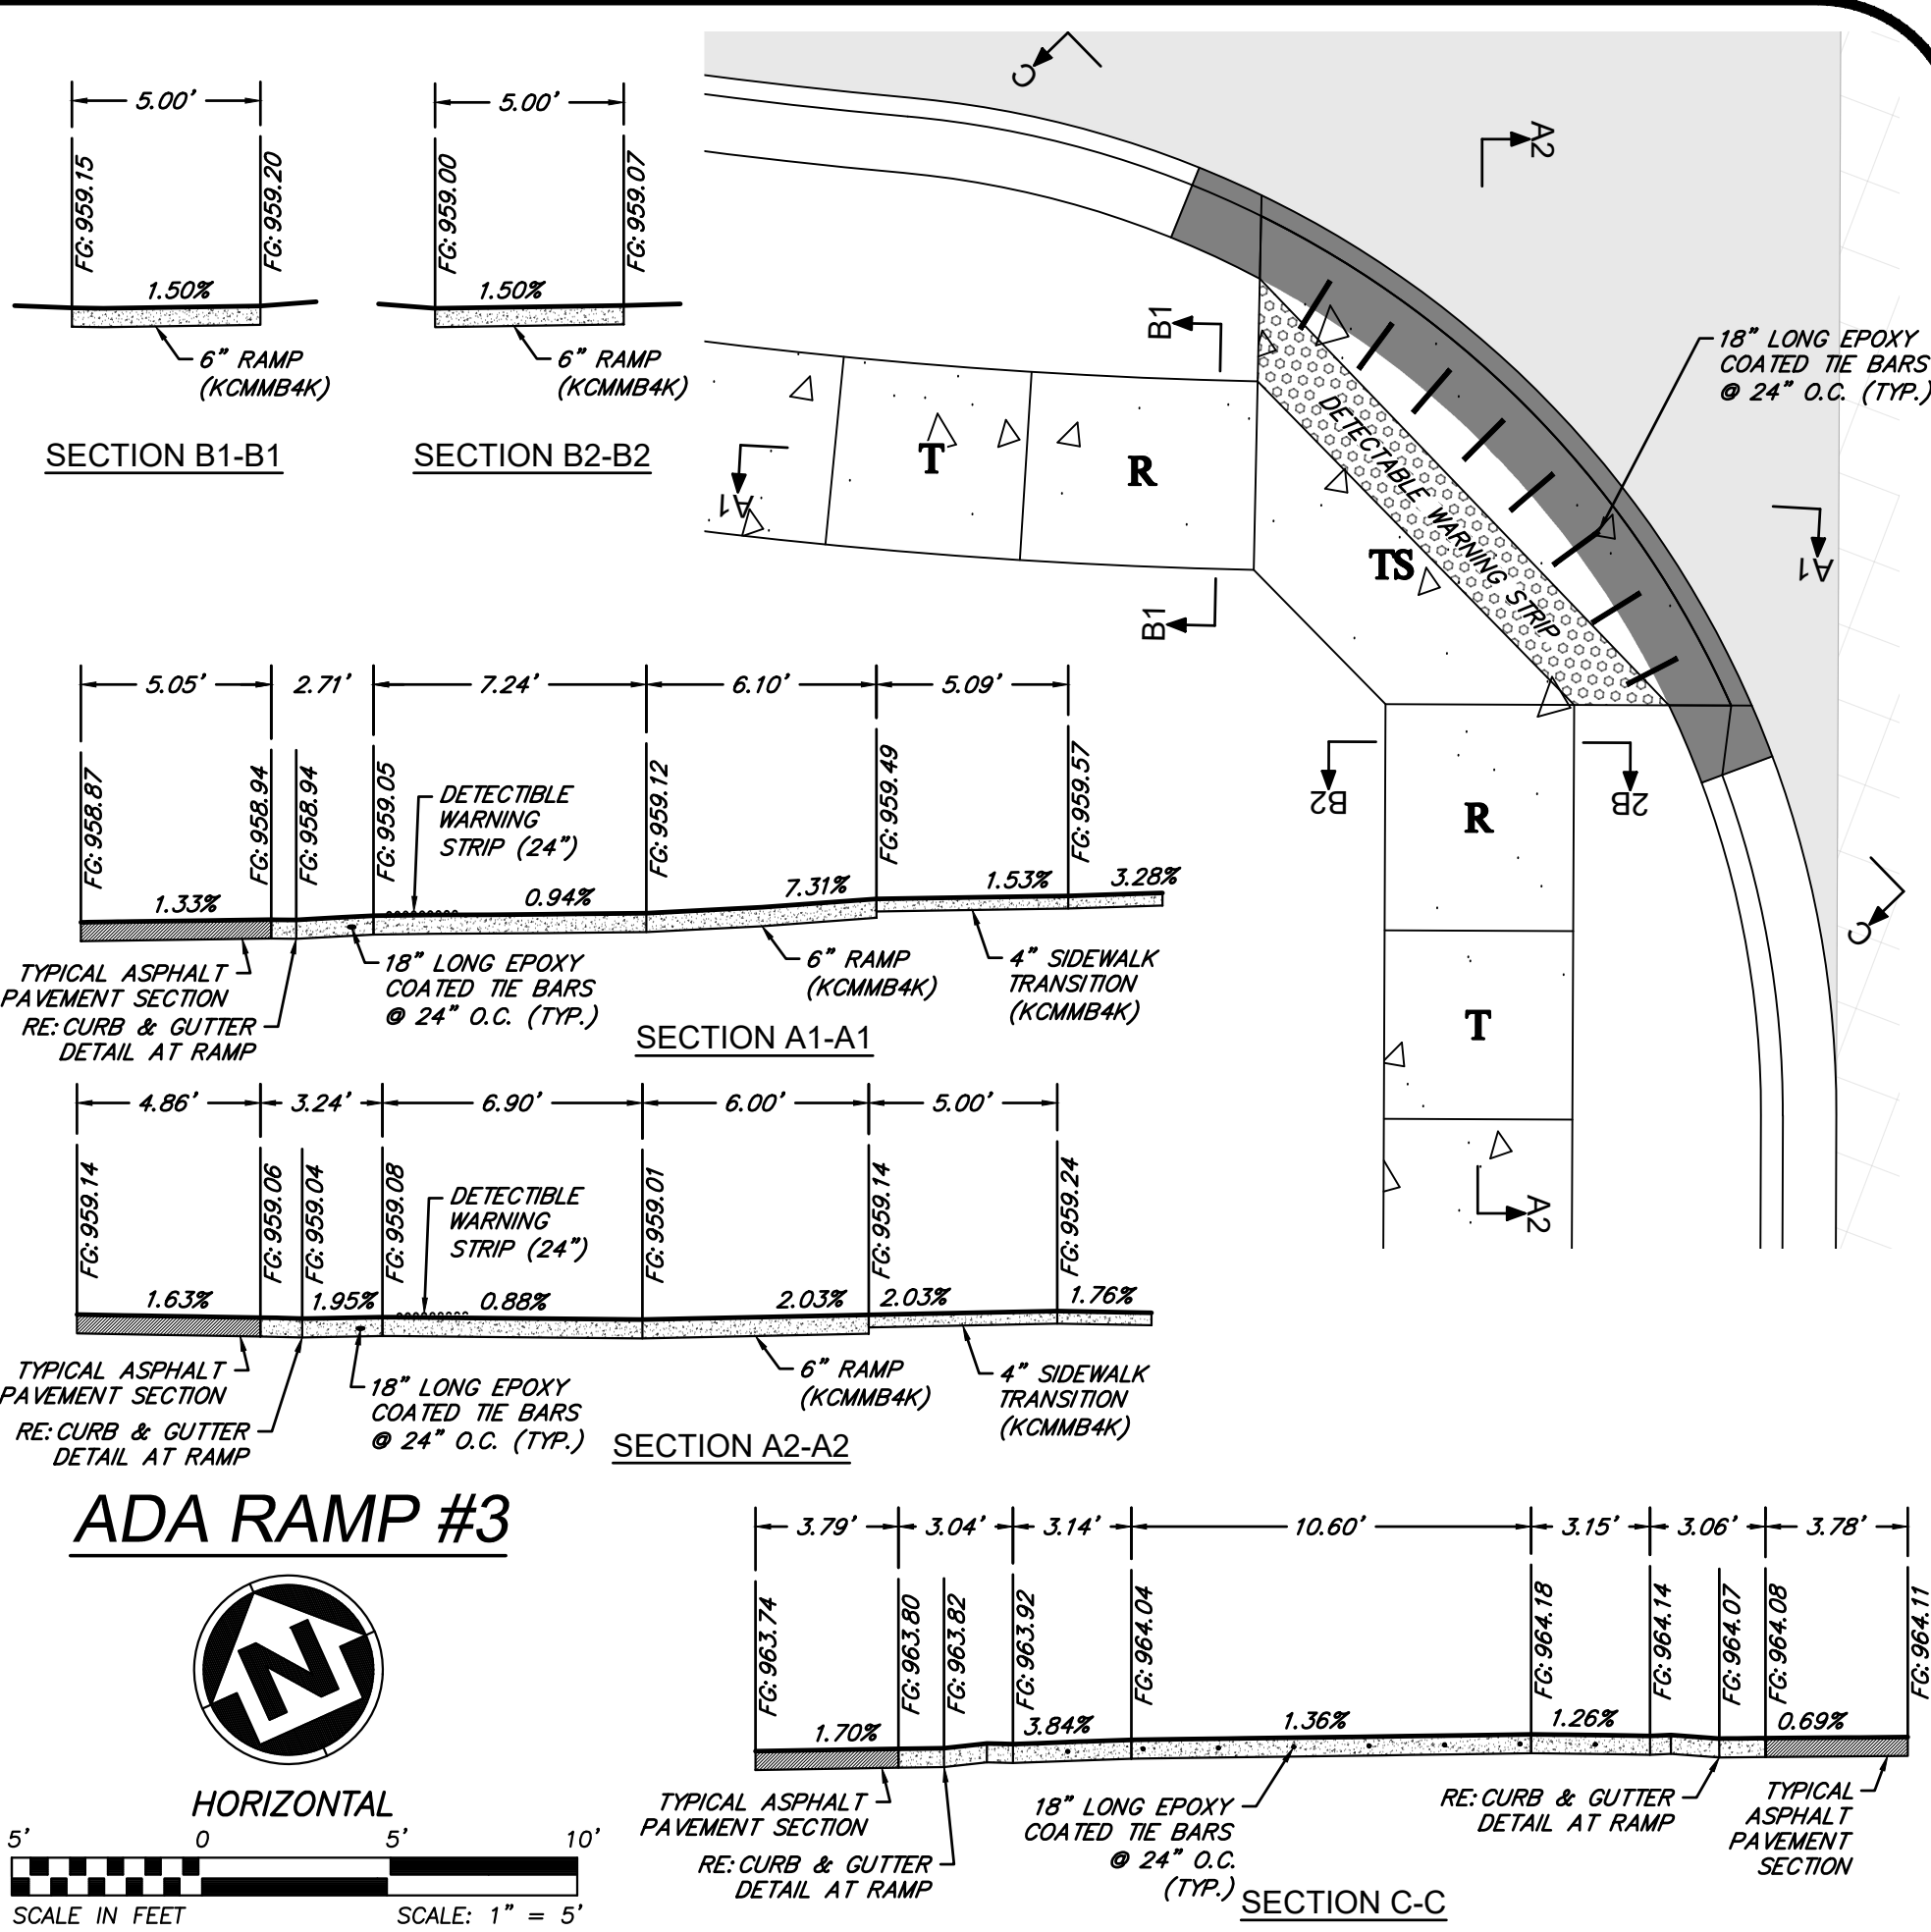 5.00'
FG: 959.15
FG: 959.20
1.50%
6" RAMP
(KCMMB4K)
SECTION B1-B1
5.00'
FG: 959.00
FG: 959.07
1.50%
6" RAMP
(KCMMB4K)
SECTION B2-B2
C
A2
B1
18" LONG EPOXY
COATED TIE BARS
@ 24" O.C. (TYP.)
DETECTABLE WARNING STRIP
T
R
A1
TS
A1
B1
B2
2B
R
T
A2
C
5.05'
2.71'
7.24'
6.10'
5.09'
FG: 958.87
FG: 958.94
FG: 958.94
FG: 959.05
FG: 959.12
FG: 959.49
FG: 959.57
DETECTIBLE
WARNING
STRIP (24")
1.33%
0.94%
7.31%
1.53%
3.28%
TYPICAL ASPHALT
PAVEMENT SECTION
RE: CURB & GUTTER
DETAIL AT RAMP
18" LONG EPOXY
COATED TIE BARS
@ 24" O.C. (TYP.)
6" RAMP
(KCMMB4K)
4" SIDEWALK
TRANSITION
(KCMMB4K)
SECTION A1-A1
4.86'
3.24'
6.90'
6.00'
5.00'
FG: 959.14
FG: 959.06
FG: 959.04
FG: 959.08
FG: 959.01
FG: 959.14
FG: 959.24
DETECTIBLE
WARNING
STRIP (24")
1.63%
1.95%
0.88%
2.03%
2.03%
1.76%
TYPICAL ASPHALT
PAVEMENT SECTION
RE: CURB & GUTTER
DETAIL AT RAMP
18" LONG EPOXY
COATED TIE BARS
@ 24" O.C. (TYP.)
6" RAMP
(KCMMB4K)
4" SIDEWALK
TRANSITION
(KCMMB4K)
SECTION A2-A2
ADA RAMP #3
N
HORIZONTAL
5' 0 5' 10'
SCALE IN FEET SCALE: 1" = 5'
3.79'
3.04'
3.14'
10.60'
3.15'
3.06'
3.78'
FG: 963.74
FG: 963.80
FG: 963.82
FG: 963.92
FG: 964.04
FG: 964.18
FG: 964.14
FG: 964.07
FG: 964.08
FG: 964.11
1.70%
3.84%
1.36%
1.26%
0.69%
TYPICAL ASPHALT
PAVEMENT SECTION
RE: CURB & GUTTER
DETAIL AT RAMP
18" LONG EPOXY
COATED TIE BARS
@ 24" O.C.
(TYP.)
RE: CURB & GUTTER
DETAIL AT RAMP
TYPICAL
ASPHALT
PAVEMENT
SECTION
SECTION C-C